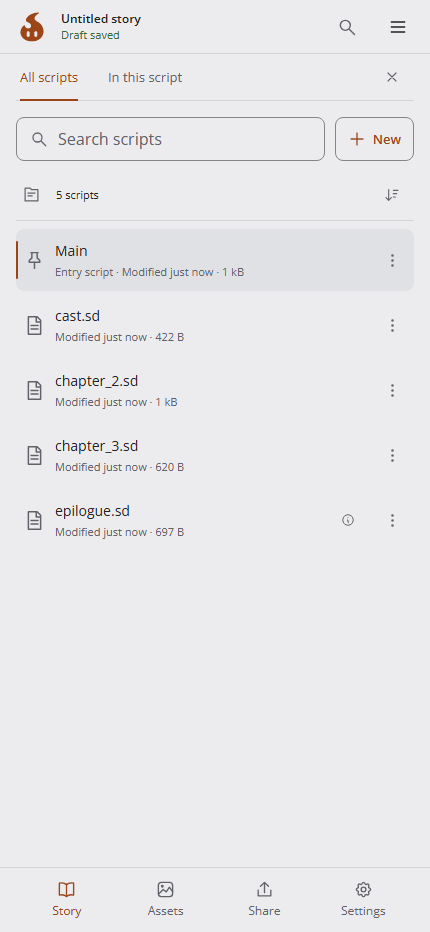 Untitled story
Draft saved
All scripts
In this script
Search scripts
New
5 scripts
Main
Entry script · Modified just now · 1 kB
cast.sd
Modified just now · 422 B
chapter_2.sd
Modified just now · 1 kB
chapter_3.sd
Modified just now · 620 B
epilogue.sd
Modified just now · 697 B
Story
Assets
Share
Settings